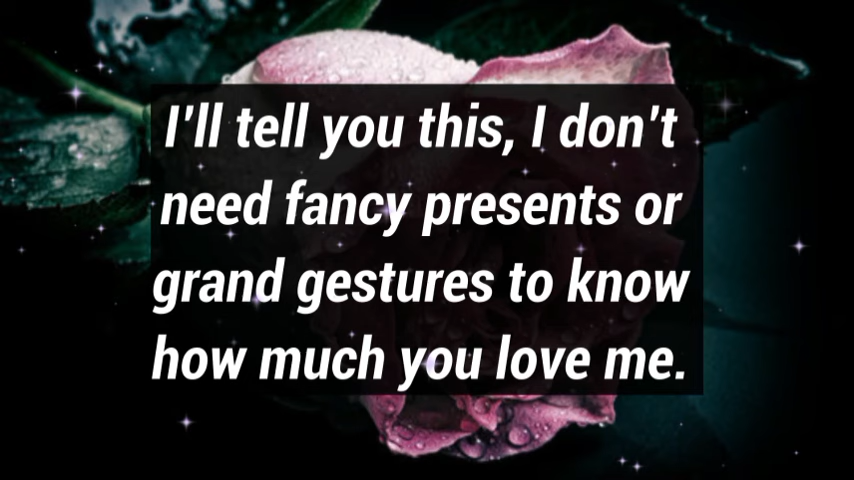 I'll tell you this, I don't
need fancy presents or
grand gestures to know
how much you love me.